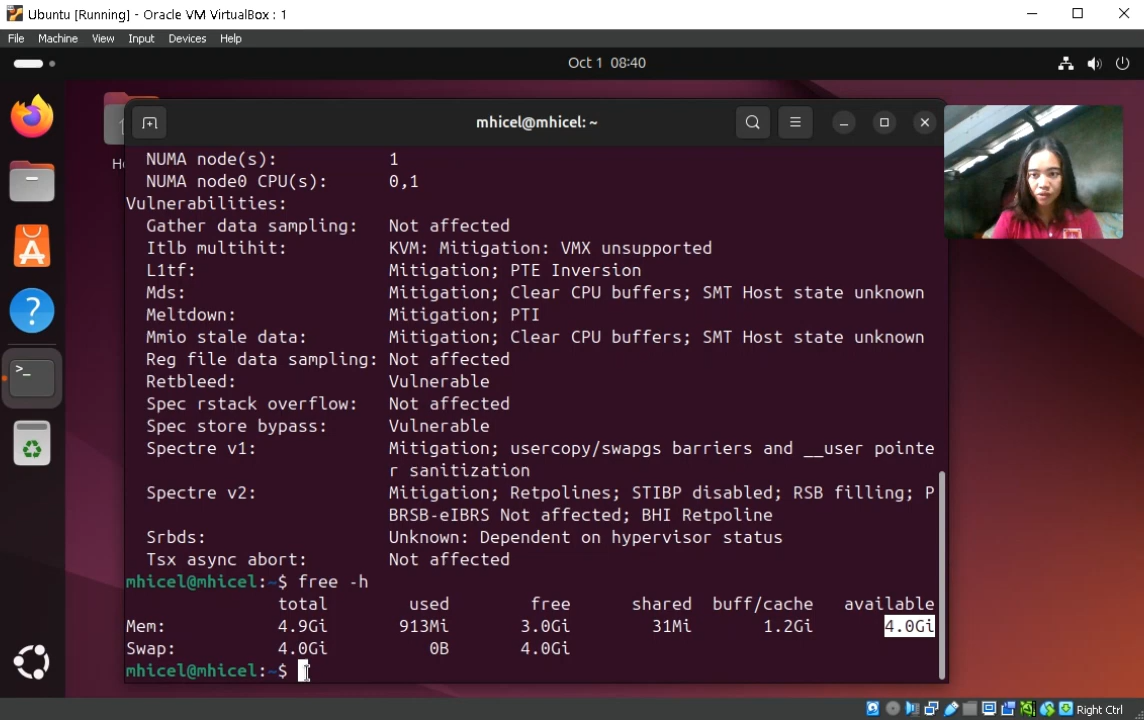 Ubuntu [Running] - Oracle VM VirtualBox : 1
File Machine View Input Devices Help
Oct 1 08:40
mhicel@mhicel: ~
NUMA node(s): 1
NUMA node0 CPU(s): 0,1
Vulnerabilities:
Gather data sampling: Not affected
Itlb multihit: KVM: Mitigation: VMX unsupported
L1tf: Mitigation; PTE Inversion
Mds: Mitigation; Clear CPU buffers; SMT Host state unknown
Meltdown: Mitigation; PTI
Mmio stale data: Mitigation; Clear CPU buffers; SMT Host state unknown
Reg file data sampling: Not affected
Retbleed: Vulnerable
Spec rstack overflow: Not affected
Spec store bypass: Vulnerable
Spectre v1: Mitigation; usercopy/swapgs barriers and __user pointe
r sanitization
Spectre v2: Mitigation; Retpolines; STIBP disabled; RSB filling; P
BRSB-eIBRS Not affected; BHI Retpoline
Srbds: Unknown: Dependent on hypervisor status
Tsx async abort: Not affected
mhicel@mhicel:~$ free -h
total used free shared buff/cache available
Mem: 4.9Gi 913Mi 3.0Gi 31Mi 1.2Gi 4.0Gi
Swap: 4.0Gi 0B 4.0Gi
mhicel@mhicel:~$
Right Ctrl